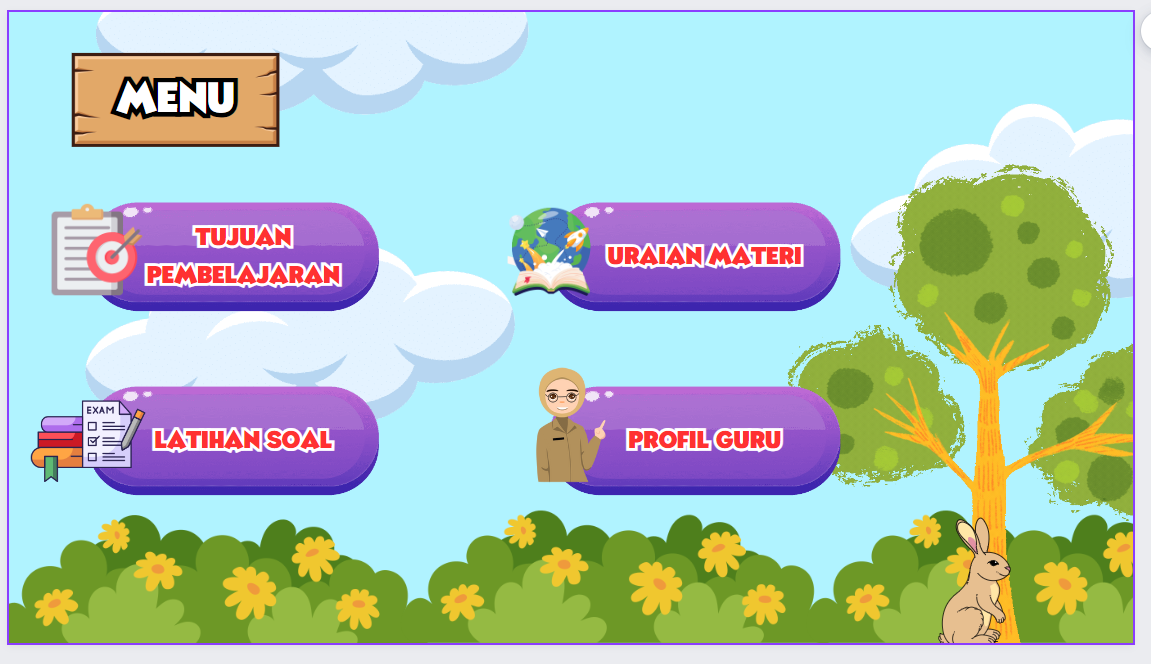 MENU
TUJUAN
PEMBELAJARAN
URAIAN MATERI
EXAM
LATIHAN SOAL
PROFIL GURU